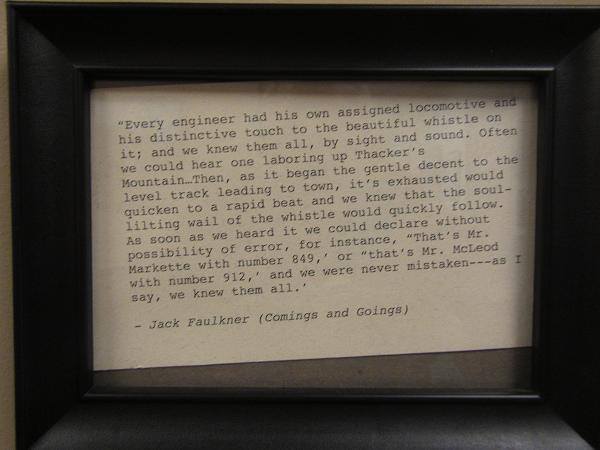 "Every engineer had his own assigned locomotive and
his distinctive touch to the beautiful whistle on
it; and we knew them all, by sight and sound. Often
we could hear one laboring up Thacker's
Mountain…Then, as it began the gentle decent to the
level track leading to town, it's exhausted would
quicken to a rapid beat and we knew that the soul-
lilting wail of the whistle would quickly follow.
As soon as we heard it we could declare without
possibility of error, for instance, "That's Mr.
Markette with number 849,' or "that's Mr. McLeod
with number 912,' and we were never mistaken---as I
say, we knew them all.'
- Jack Faulkner (Comings and Goings)